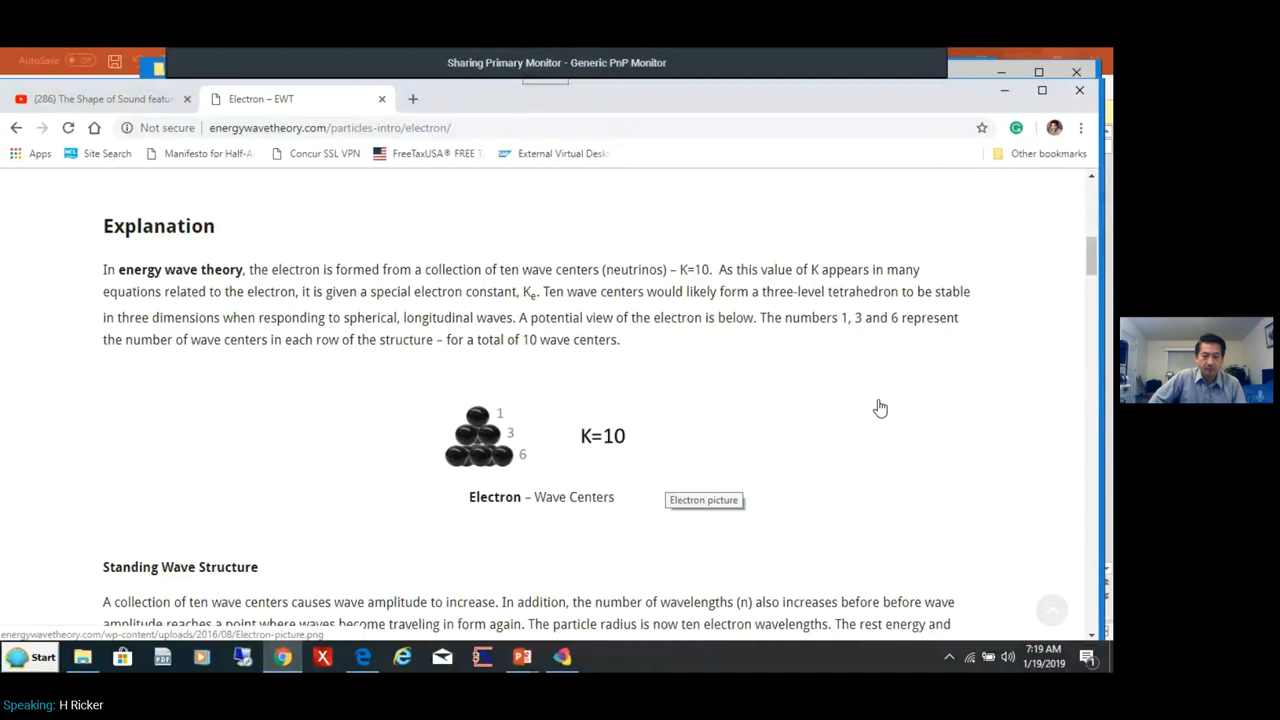 AutoSave Off
Sharing Primary Monitor - Generic PnP Monitor
(286) The Shape of Sound featur
Electron – EWT
Not secure energywavetheory.com/particles-intro/electron/
Apps Site Search Manifesto for Half-A Concur SSL VPN FreeTaxUSA® FREE T External Virtual Desk Other bookmarks
Explanation
In energy wave theory, the electron is formed from a collection of ten wave centers (neutrinos) – K=10. As this value of K appears in many
equations related to the electron, it is given a special electron constant, Ke. Ten wave centers would likely form a three-level tetrahedron to be stable
in three dimensions when responding to spherical, longitudinal waves. A potential view of the electron is below. The numbers 1, 3 and 6 represent
the number of wave centers in each row of the structure – for a total of 10 wave centers.
1
3
6
K=10
Electron – Wave Centers
Electron picture
Standing Wave Structure
A collection of ten wave centers causes wave amplitude to increase. In addition, the number of wavelengths (n) also increases before before wave
amplitude reaches a point where waves become traveling in form again. The particle radius is now ten electron wavelengths. The rest energy and
energywavetheory.com/wp-content/uploads/2016/08/Electron-picture.png
Start
PDF
7:19 AM
1/19/2019
1
Speaking: H Ricker